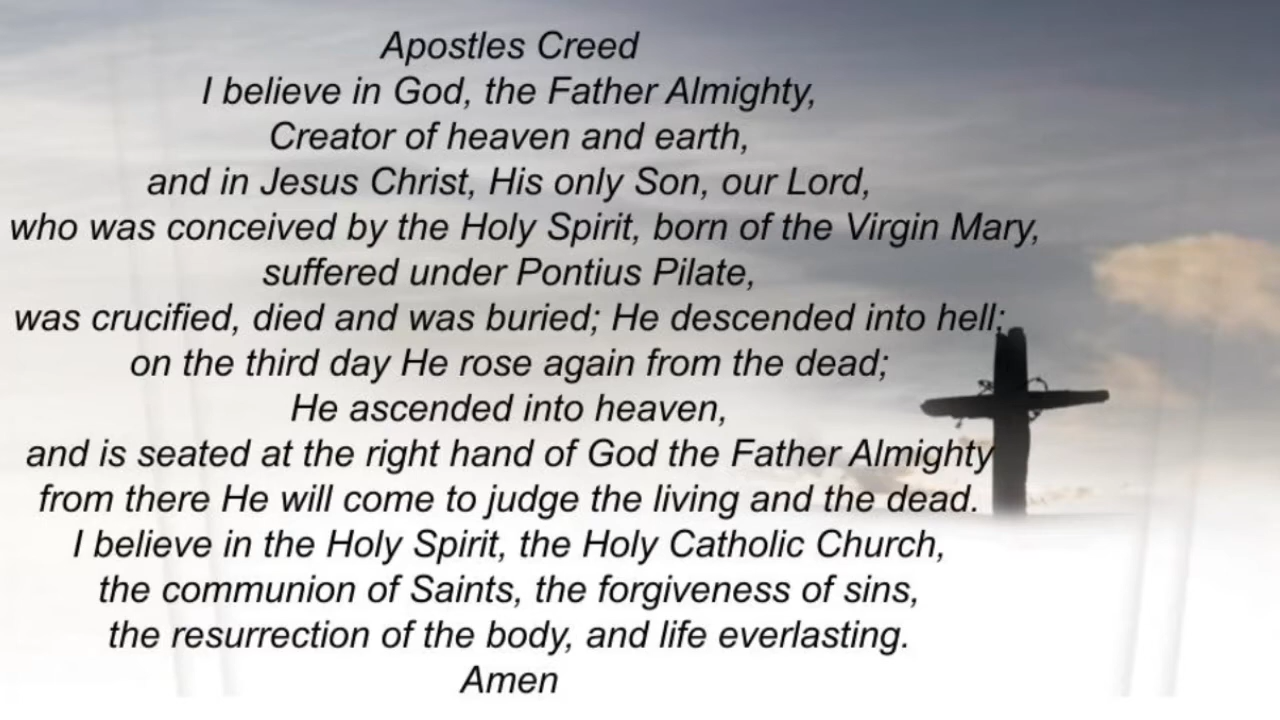 Apostles Creed
I believe in God, the Father Almighty,
Creator of heaven and earth,
and in Jesus Christ, His only Son, our Lord,
who was conceived by the Holy Spirit, born of the Virgin Mary,
suffered under Pontius Pilate,
was crucified, died and was buried; He descended into hell;
on the third day He rose again from the dead;
He ascended into heaven,
and is seated at the right hand of God the Father Almighty
from there He will come to judge the living and the dead.
I believe in the Holy Spirit, the Holy Catholic Church,
the communion of Saints, the forgiveness of sins,
the resurrection of the body, and life everlasting.
Amen